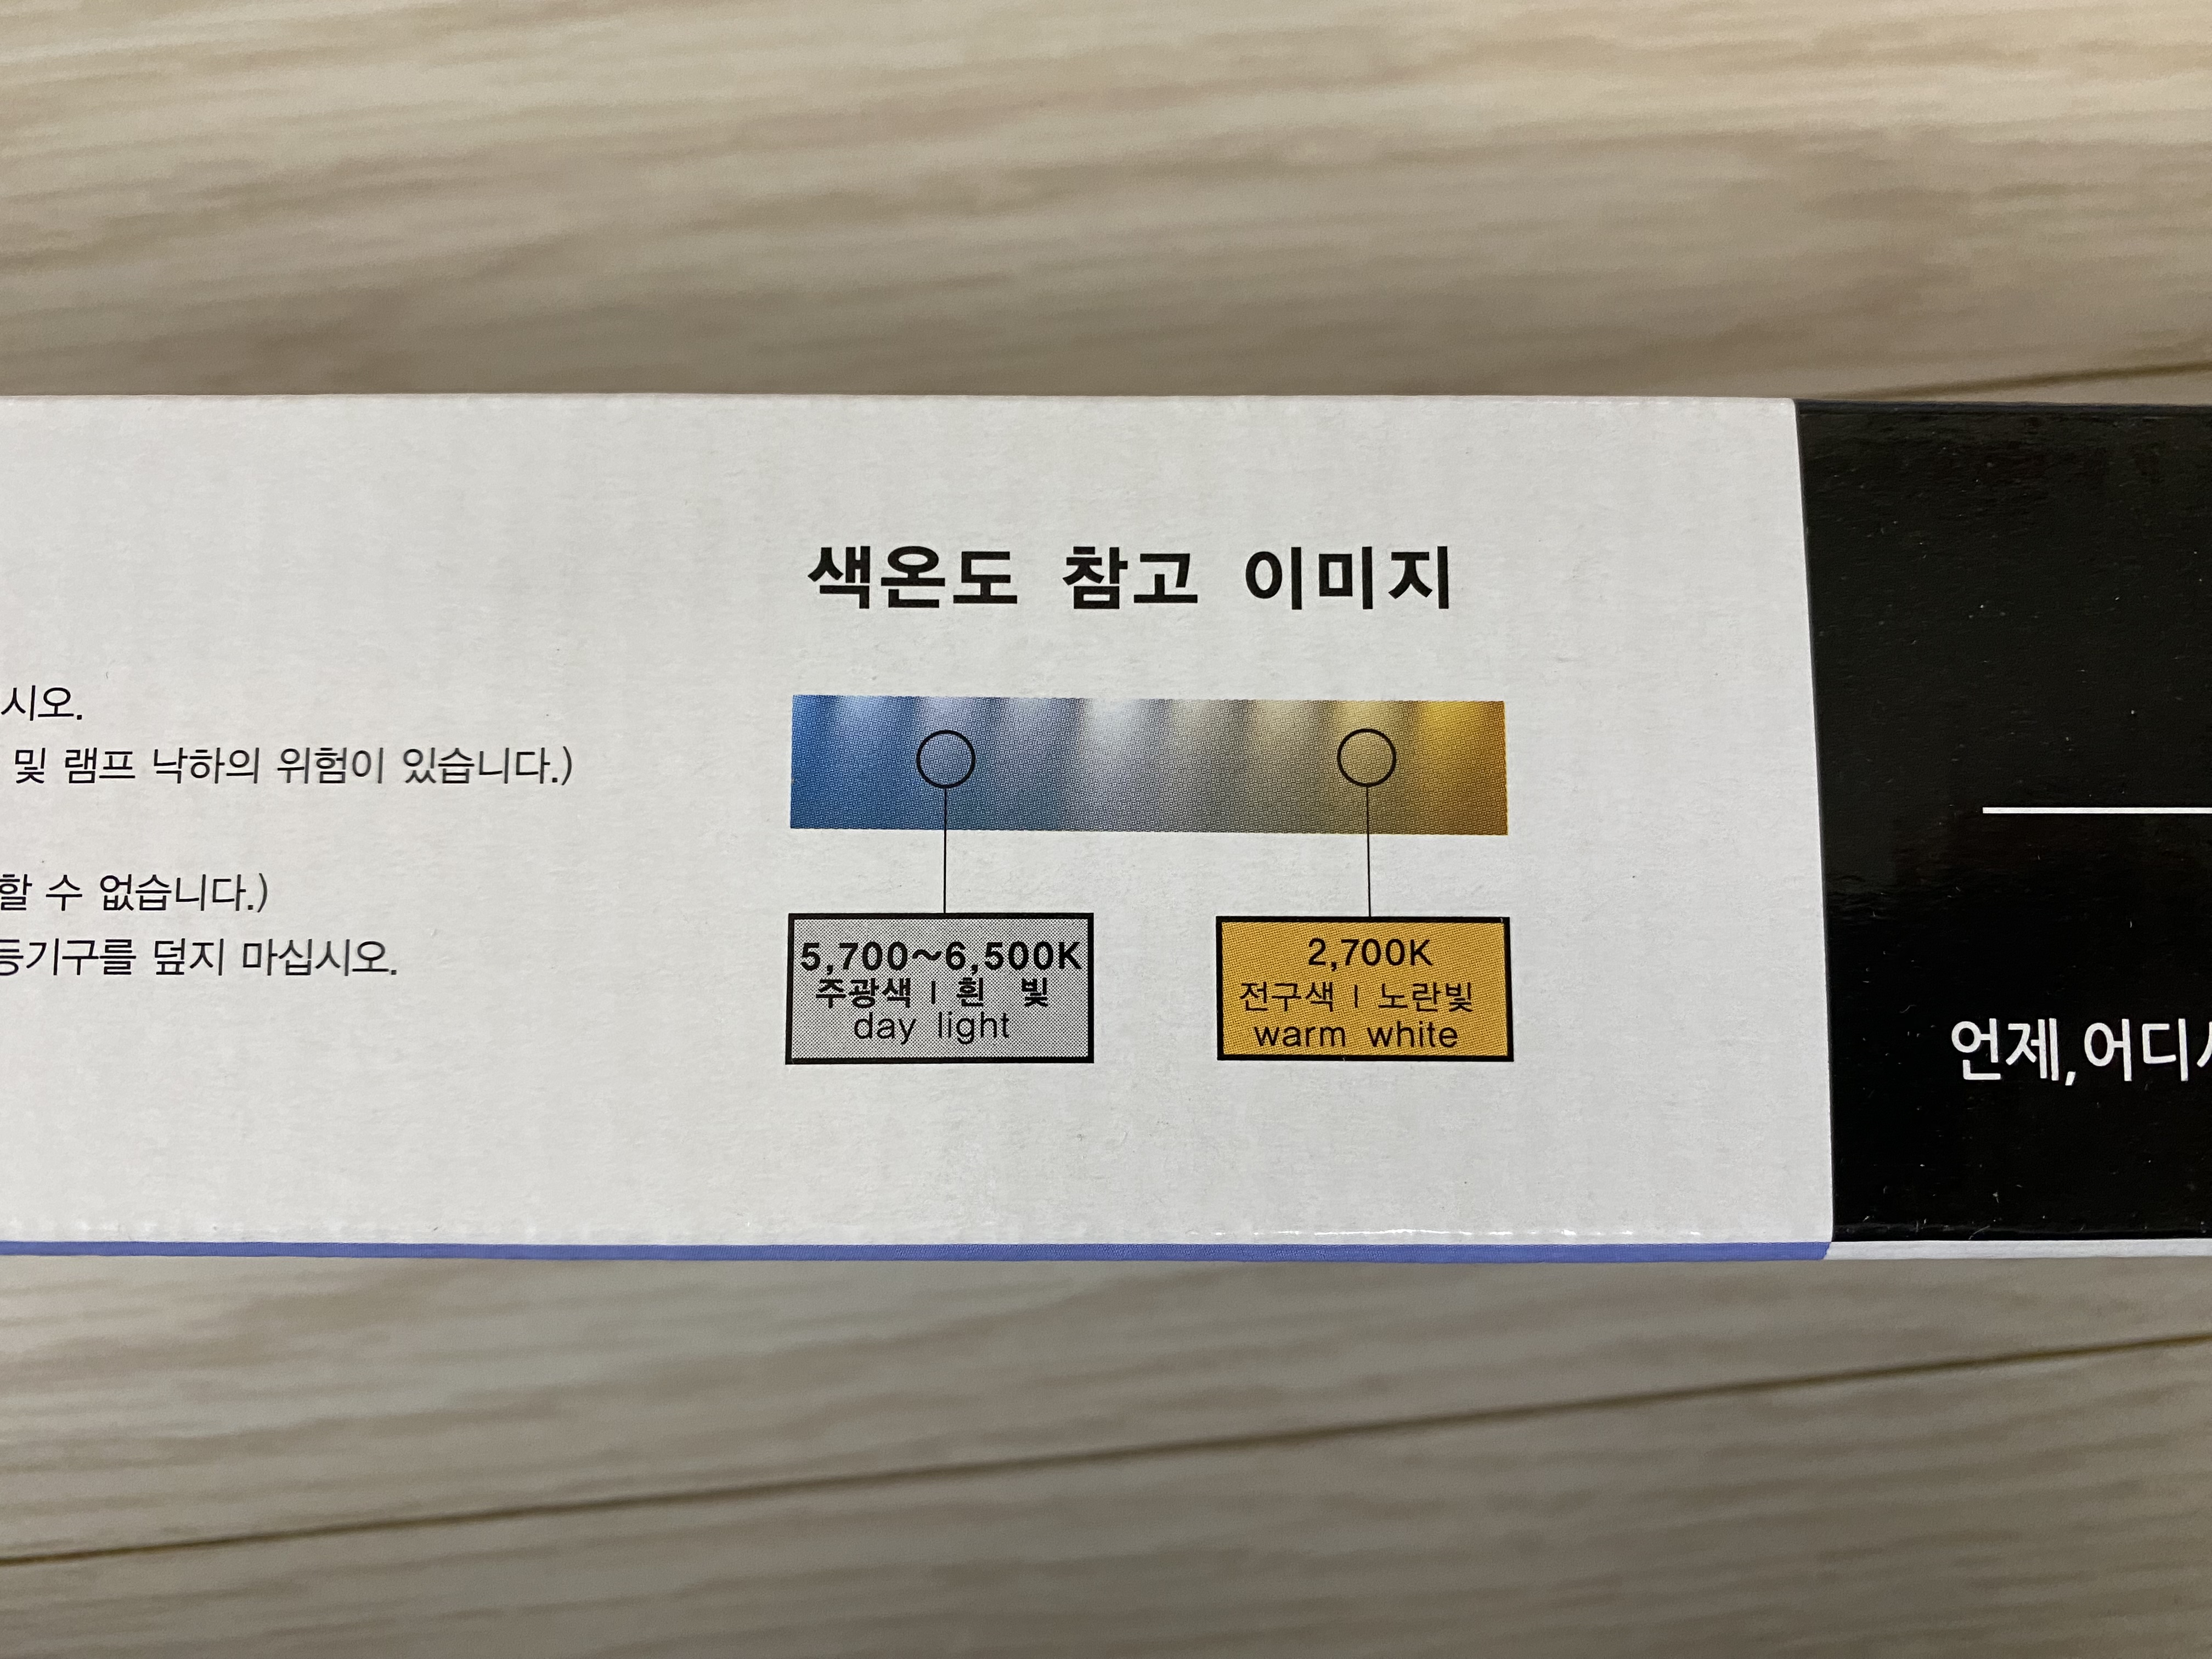 색온도 참고 이미지
시오.
및 램프 낙하의 위험이 있습니다.)
할 수 없습니다.)
등기구를 덮지 마십시오.
5,700~6,500K
주광색 | 흰 빛
day light
2,700K
전구색 | 노란빛
warm white
언제,어디